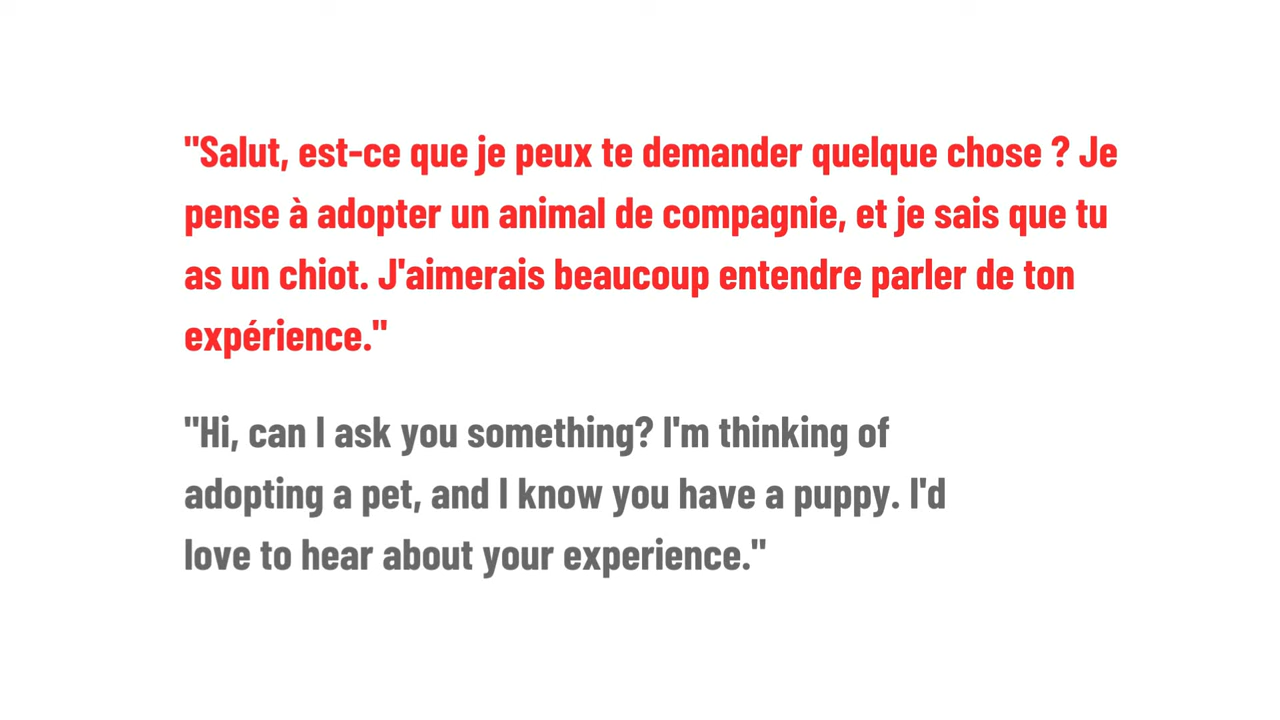 "Salut, est-ce que je peux te demander quelque chose ? Je
pense à adopter un animal de compagnie, et je sais que tu
as un chiot. J'aimerais beaucoup entendre parler de ton
expérience."
"Hi, can I ask you something? I'm thinking of
adopting a pet, and I know you have a puppy. I'd
love to hear about your experience."